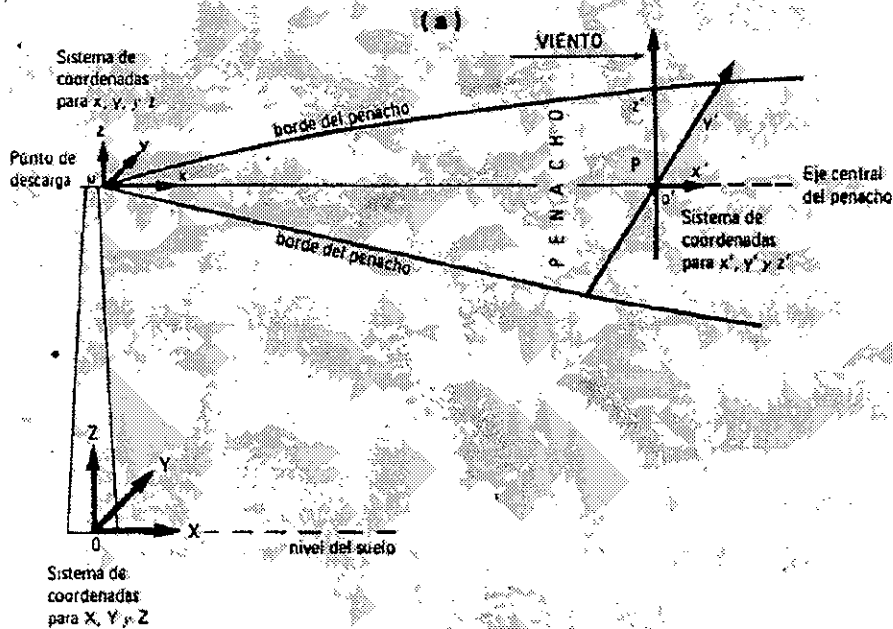 (a)
VIENTO
Sistema de
coordenadas
para x, y, y z
z
y
borde del penacho
z'
y'
Punto de
descarga
x
P
x'
o'
Eje central
del penacho
PENACHO
Sistema de
coordenadas
para x', y' y z'
borde del penacho
Z
Y
X
0
nivel del suelo
Sistema de
coordenadas
para X, Y y Z